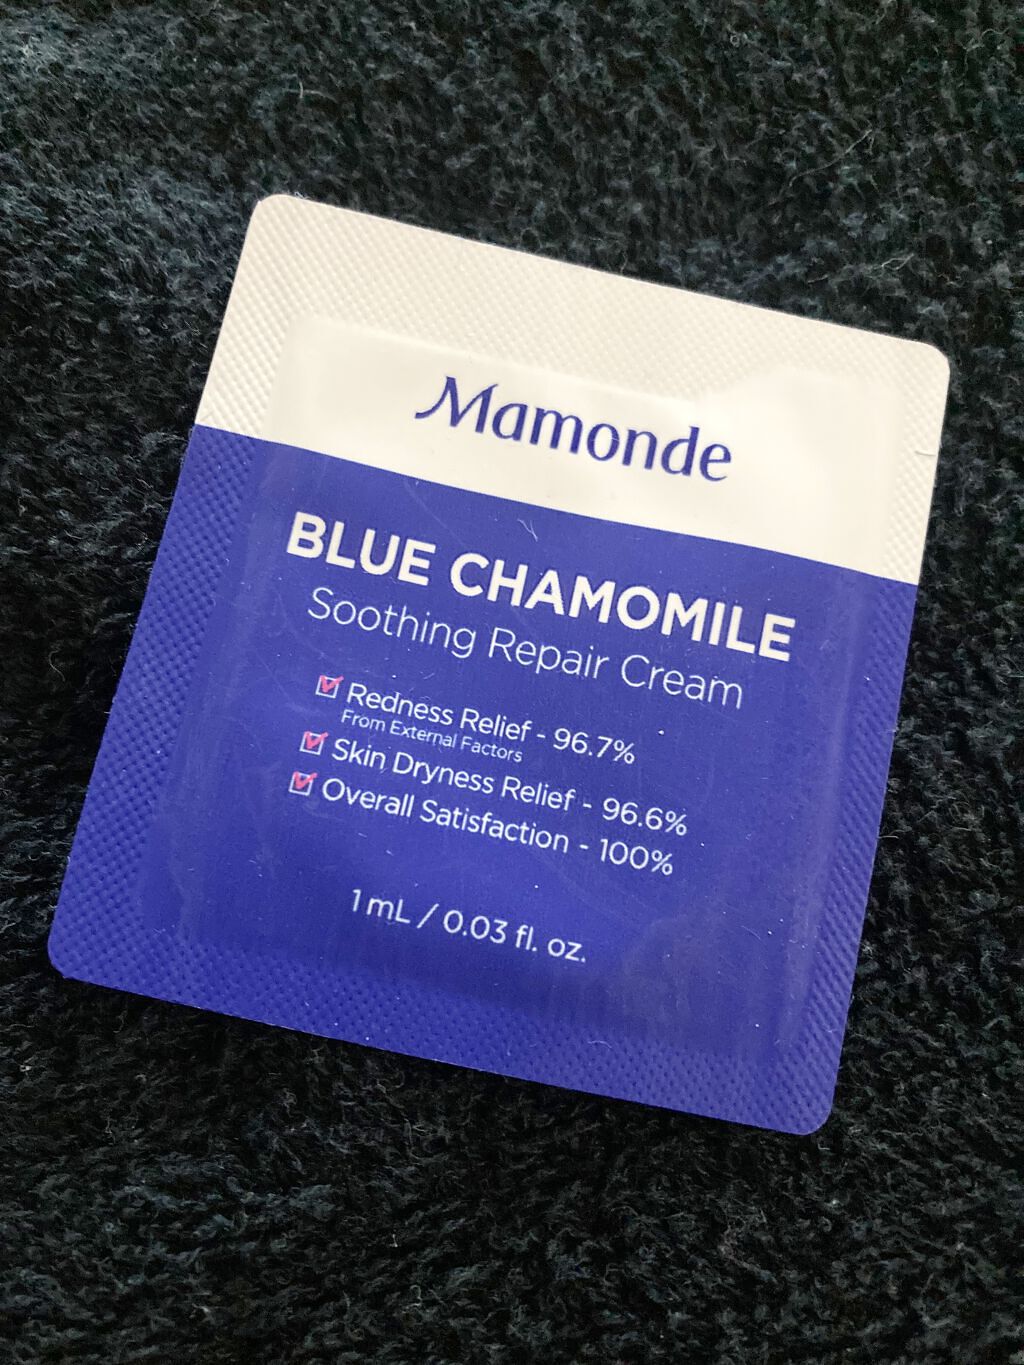 Mamonde
BLUE CHAMOMILE
Soothing Repair Cream
Redness Relief - 96.7%
From External Factors
Skin Dryness Relief - 96.6%
Overall Satisfaction - 100%
1 mL / 0.03 fl. oz.